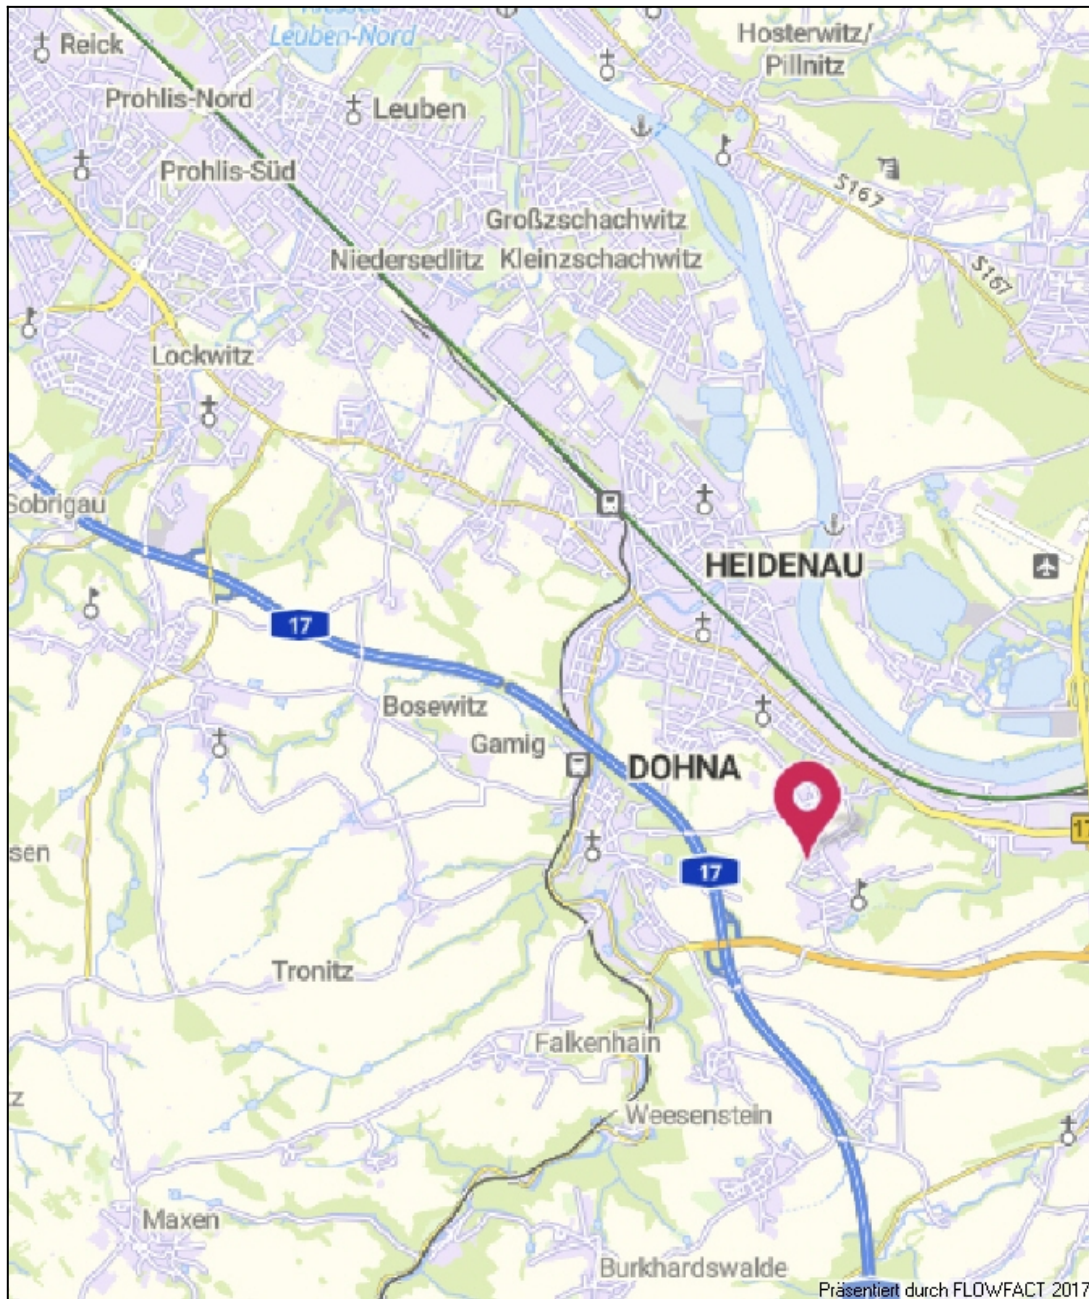 Leuben-Nord
Reick
Hosterwitz/
Pillnitz
Prohlis-Nord
Leuben
Prohlis-Süd
S167
Großzschachwitz
Niedersedlitz
Kleinzschachwitz
S167
Lockwitz
Sobrigau
HEIDENAU
17
Bosewitz
Gamig
DOHNA
17
sen
17
Tronitz
Falkenhain
z
Weesenstein
Maxen
Burkhardswalde
Präsentiert durch FLOWFACT 2017